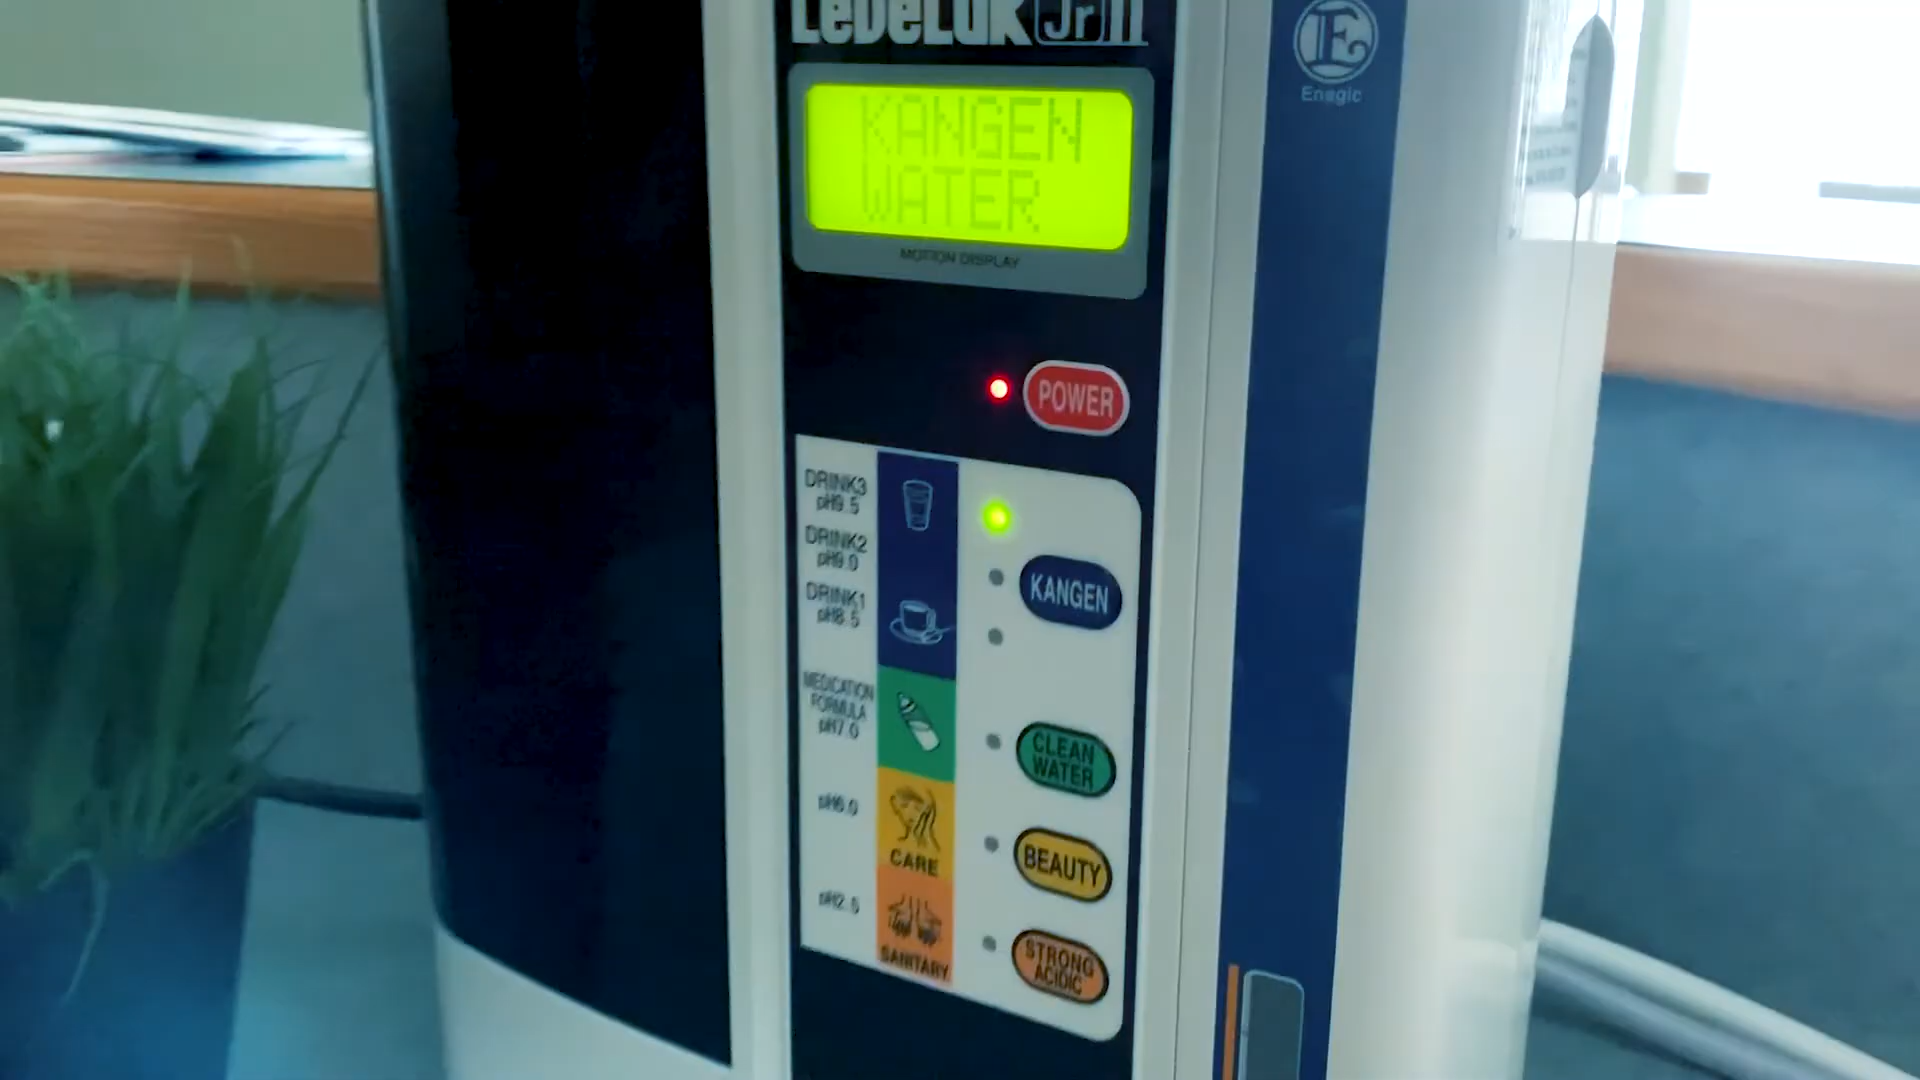 LeveLuk Jr II
Enagic
KANGEN
WATER
MOTION DISPLAY
POWER
DRINK3
pH9.5
DRINK2
pH9.0
DRINK1
pH8.5
KANGEN
MEDICATION
FORMULA
pH7.0
CLEAN
WATER
pH6.0
CARE
BEAUTY
pH2.5
SANITARY
STRONG
ACIDIC